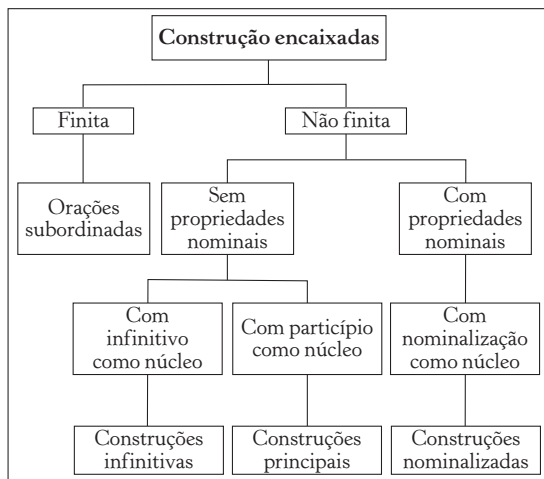 Construção encaixadas
Finita
Não finita
Orações
subordinadas
Sem
propriedades
nominais
Com
propriedades
nominais
Com
infinitivo
como núcleo
Com particípio
como núcleo
Com
nominalização
como núcleo
Construções
infinitivas
Construções
principais
Construções
nominalizadas